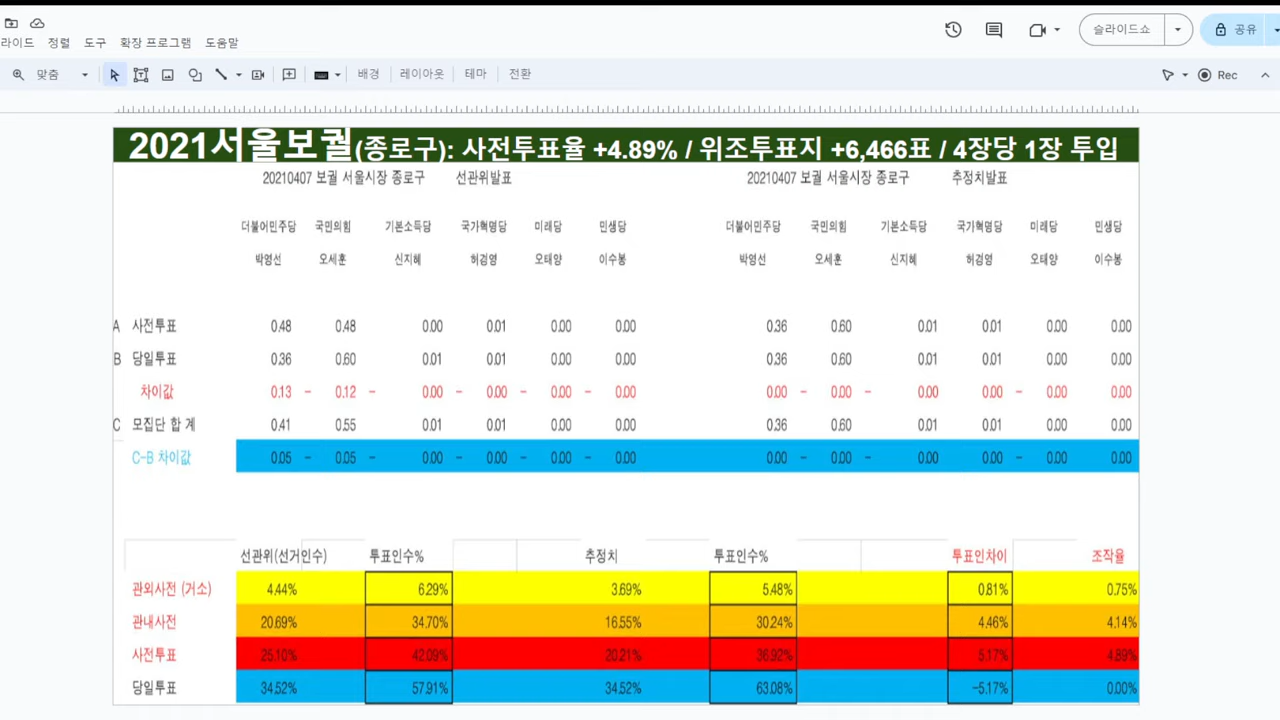 라이드 정렬 도구 확장 프로그램 도움말
슬라이드쇼 공유
맞춤 배경 레이아웃 테마 전환 Rec
2021서울보궐(종로구): 사전투표율 +4.89% / 위조투표지 +6,466표 / 4장당 1장 투입
20210407 보궐 서울시장 종로구 선관위발표 20210407 보궐 서울시장 종로구 추정치발표
더불어민주당 국민의힘 기본소득당 국가혁명당 미래당 민생당 더불어민주당 국민의힘 기본소득당 국가혁명당 미래당 민생당
박영선 오세훈 신지혜 허경영 오태양 이수봉 박영선 오세훈 신지혜 허경영 오태양 이수봉
A 사전투표 0.48 0.48 0.00 0.01 0.00 0.00 0.36 0.60 0.01 0.01 0.00 0.00
B 당일투표 0.36 0.60 0.01 0.01 0.00 0.00 0.36 0.60 0.01 0.01 0.00 0.00
차이값 0.13 - 0.12 - 0.00 - 0.00 - 0.00 - 0.00 0.00 - 0.00 - 0.00 0.00 - 0.00 0.00
C 모집단 합 계 0.41 0.55 0.01 0.01 0.00 0.00 0.36 0.60 0.01 0.01 0.00 0.00
C-B 차이값 0.05 - 0.05 - 0.00 - 0.00 - 0.00 - 0.00 0.00 - 0.00 - 0.00 0.00 - 0.00 0.00
선관위(선거인수) 투표인수% 추정치 투표인수% 투표인차이 조작율
관외사전 (거소) 4.44% 6.29% 3.69% 5.48% 0.81% 0.75%
관내사전 20.69% 34.70% 16.55% 30.24% 4.46% 4.14%
사전투표 25.10% 42.09% 20.21% 36.92% 5.17% 4.89%
당일투표 34.52% 57.91% 34.52% 63.08% -5.17% 0.00%